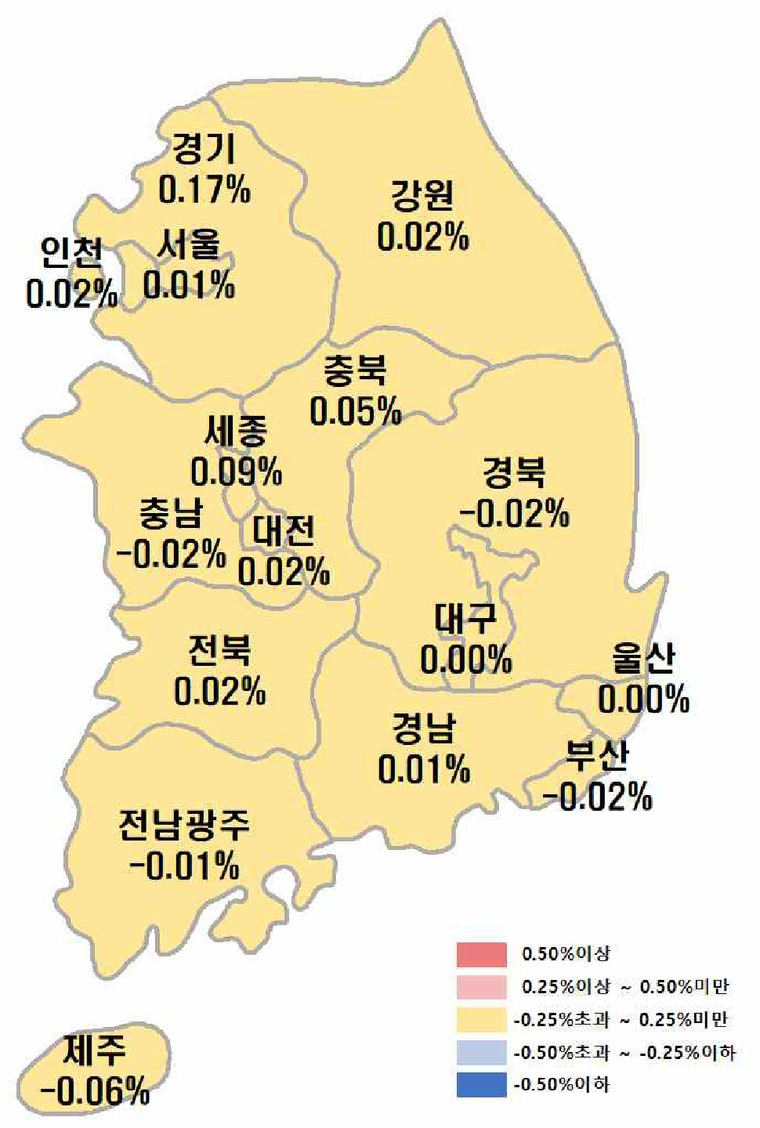 경기
0.17%
강원
0.02%
인천
0.02%
서울
0.01%
충북
0.05%
세종
0.09%
경북
-0.02%
충남
-0.02%
대전
0.02%
대구
0.00%
전북
0.02%
울산
0.00%
경남
0.01%
부산
-0.02%
전남광주
-0.01%
제주
-0.06%
0.50%이상
0.25%이상 ~ 0.50%미만
-0.25%초과 ~ 0.25%미만
-0.50%초과 ~ -0.25%이하
-0.50%이하